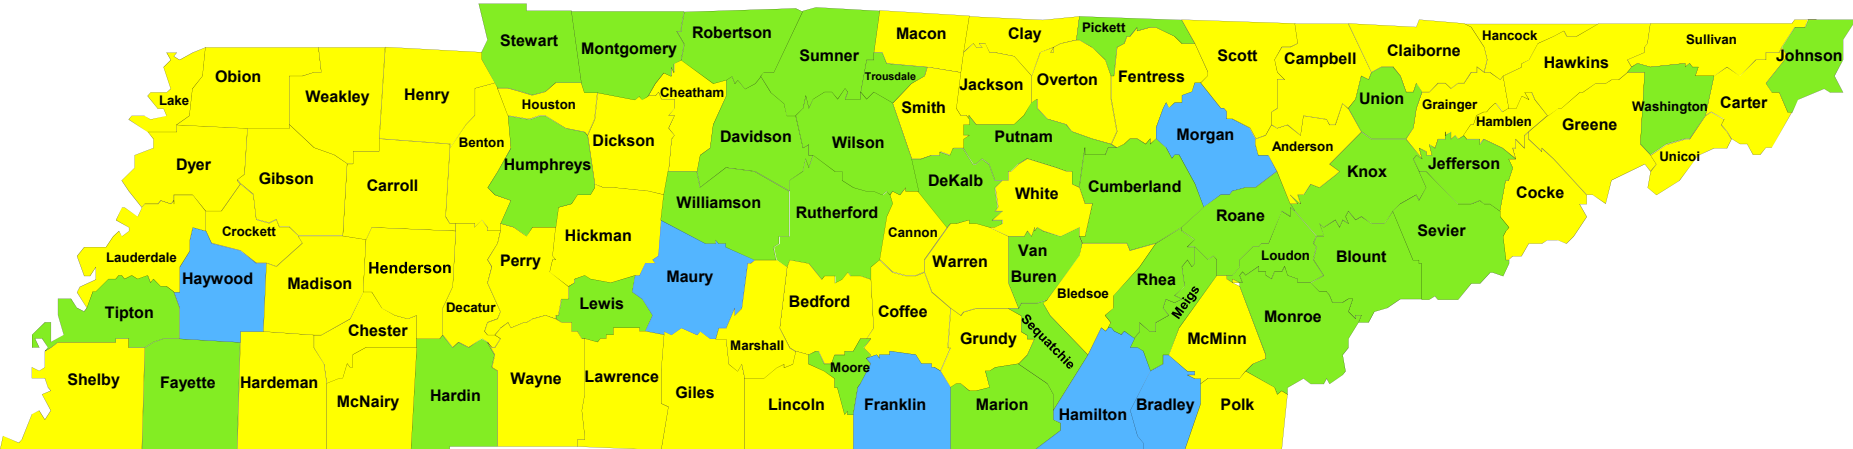 Stewart
Montgomery
Robertson
Sumner
Macon
Clay
Pickett
Scott
Campbell
Claiborne
Hancock
Hawkins
Sullivan
Johnson
Obion
Lake
Weakley
Henry
Houston
Cheatham
Trousdale
Jackson
Overton
Fentress
Smith
Union
Grainger
Hamblen
Greene
Washington
Carter
Unicoi
Dyer
Gibson
Carroll
Benton
Humphreys
Dickson
Davidson
Wilson
Putnam
Morgan
Anderson
Knox
Jefferson
Cocke
DeKalb
White
Cumberland
Roane
Sevier
Williamson
Rutherford
Cannon
Crockett
Lauderdale
Haywood
Madison
Henderson
Decatur
Perry
Hickman
Maury
Lewis
Bedford
Coffee
Warren
Van
Buren
Bledsoe
Rhea
Meigs
Loudon
Blount
Monroe
McMinn
Tipton
Chester
Marshall
Moore
Grundy
Sequatchie
Shelby
Fayette
Hardeman
McNairy
Hardin
Wayne
Lawrence
Giles
Lincoln
Franklin
Marion
Hamilton
Bradley
Polk